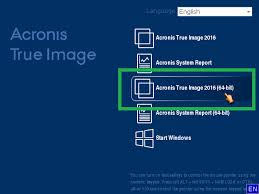 Language: English
Acronis
True Image
Acronis True Image 2016
Acronis System Report
Acronis True Image 2016 (64-bit)
Acronis System Report (64-bit)
Start Windows
EN